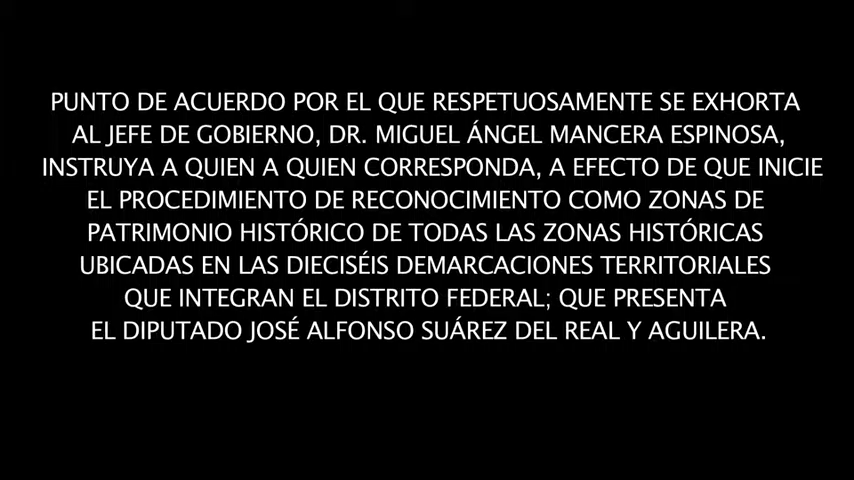 PUNTO DE ACUERDO POR EL QUE RESPETUOSAMENTE SE EXHORTA
AL JEFE DE GOBIERNO, DR. MIGUEL ÁNGEL MANCERA ESPINOSA,
INSTRUYA A QUIEN A QUIEN CORRESPONDA, A EFECTO DE QUE INICIE
EL PROCEDIMIENTO DE RECONOCIMIENTO COMO ZONAS DE
PATRIMONIO HISTÓRICO DE TODAS LAS ZONAS HISTÓRICAS
UBICADAS EN LAS DIECISÉIS DEMARCACIONES TERRITORIALES
QUE INTEGRAN EL DISTRITO FEDERAL; QUE PRESENTA
EL DIPUTADO JOSÉ ALFONSO SUÁREZ DEL REAL Y AGUILERA.